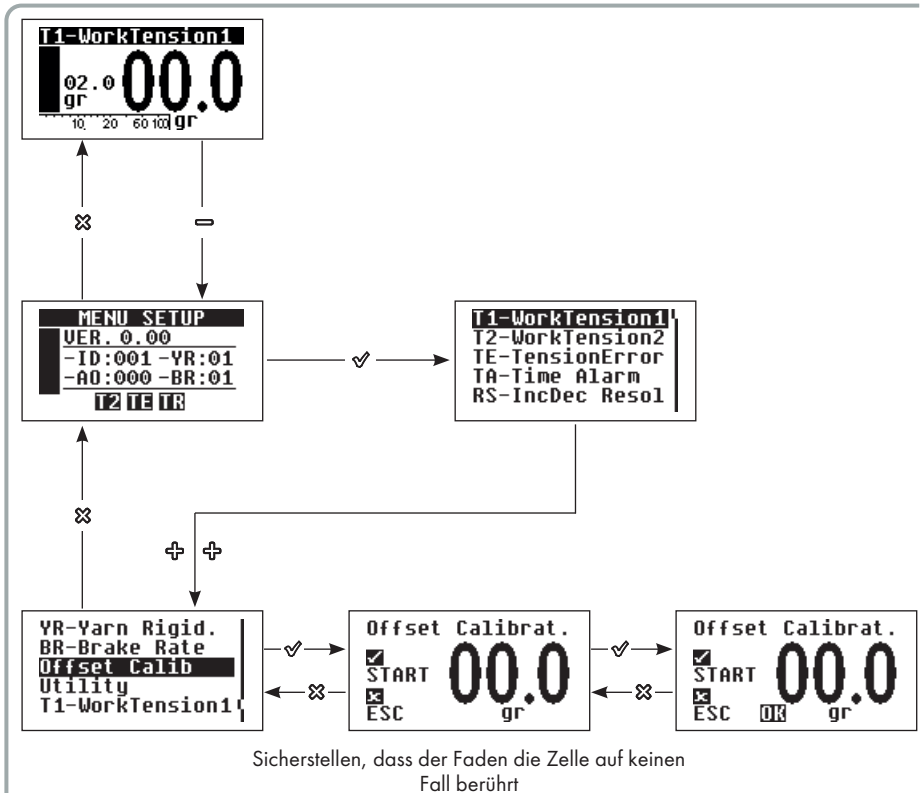 T1-WorkTension1
02.0 00.0
gr
10 20 60 100 gr
MENU SETUP
VER. 0.00
-ID:001 -YR:01
-AO:000 -BR:01
T2 TE TR
T1-WorkTension1
T2-WorkTension2
TE-TensionError
TA-Time Alarm
RS-IncDec Resol
YR-Yarn Rigid.
BR-Brake Rate
Offset Calib
Utility
T1-WorkTension1
Offset Calibrat.
START 00.0
ESC gr
Offset Calibrat.
START 00.0
ESC OK gr
Sicherstellen, dass der Faden die Zelle auf keinen
Fall berührt